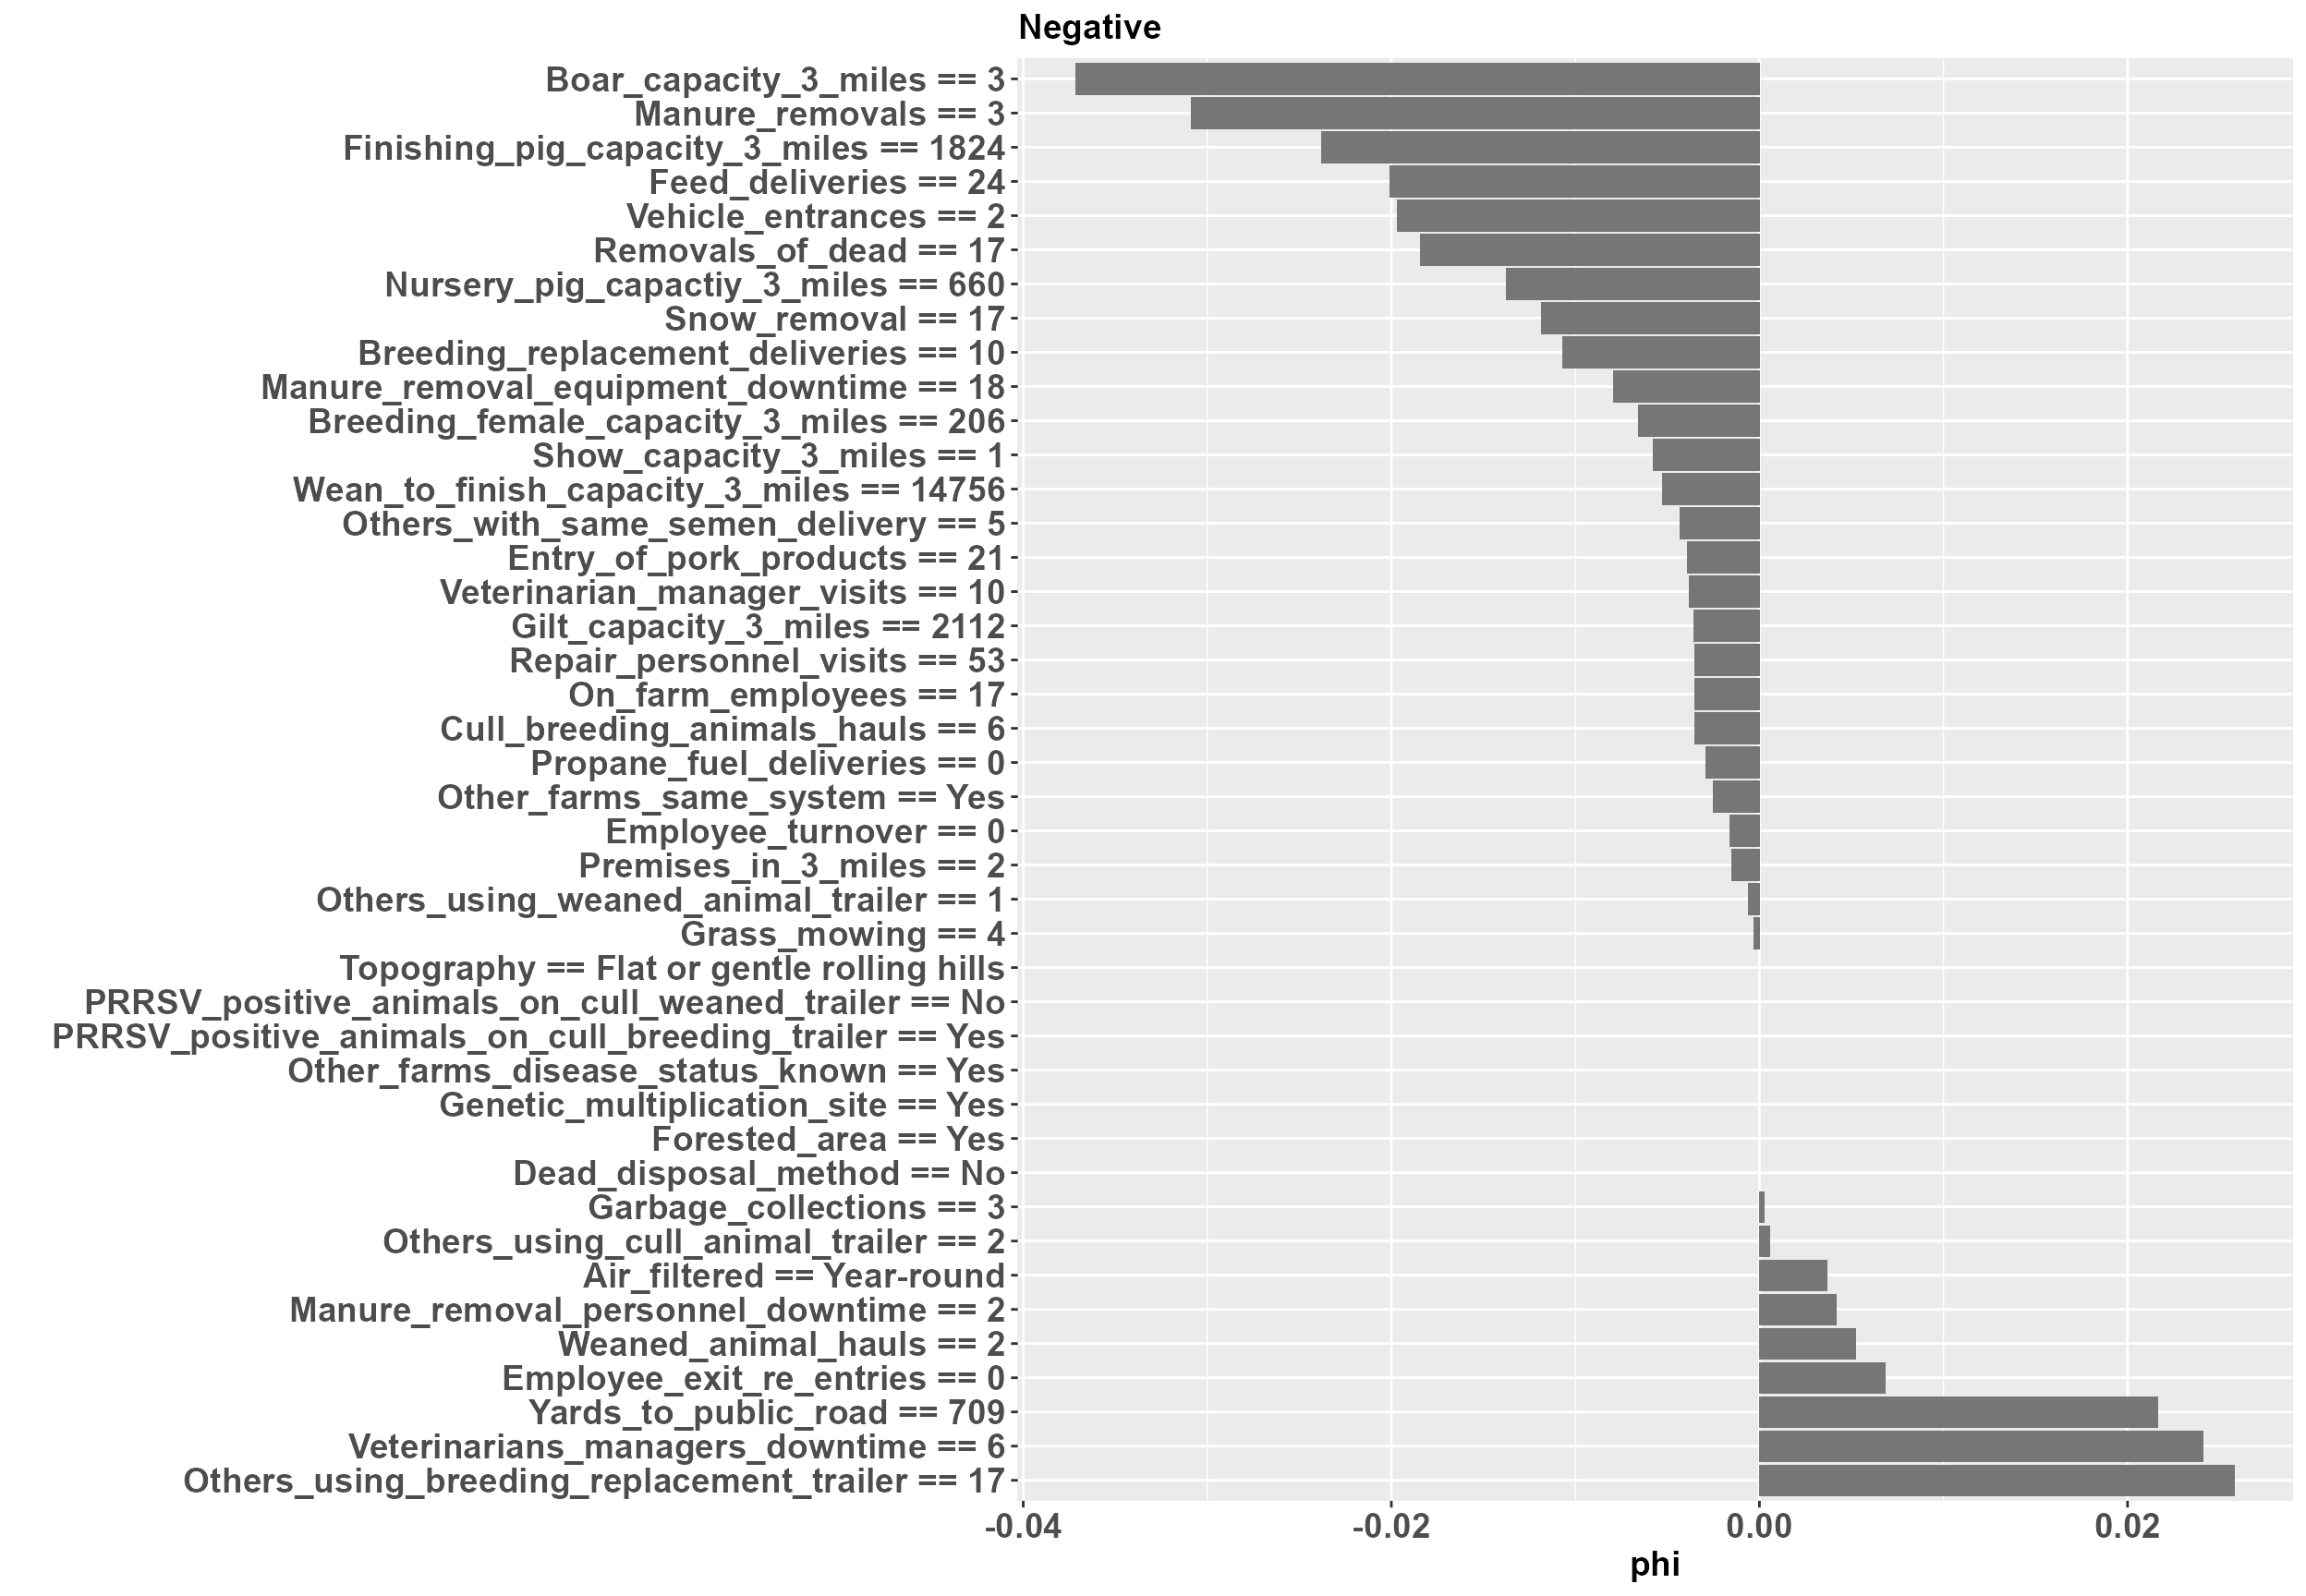 Negative
Boar_capacity_3_miles == 3
Manure_removals == 3
Finishing_pig_capacity_3_miles == 1824
Feed_deliveries == 24
Vehicle_entrances == 2
Removals_of_dead == 17
Nursery_pig_capactiy_3_miles == 660
Snow_removal == 17
Breeding_replacement_deliveries == 10
Manure_removal_equipment_downtime == 18
Breeding_female_capacity_3_miles == 206
Show_capacity_3_miles == 1
Wean_to_finish_capacity_3_miles == 14756
Others_with_same_semen_delivery == 5
Entry_of_pork_products == 21
Veterinarian_manager_visits == 10
Gilt_capacity_3_miles == 2112
Repair_personnel_visits == 53
On_farm_employees == 17
Cull_breeding_animals_hauls == 6
Propane_fuel_deliveries == 0
Other_farms_same_system == Yes
Employee_turnover == 0
Premises_in_3_miles == 2
Others_using_weaned_animal_trailer == 1
Grass_mowing == 4
Topography == Flat or gentle rolling hills
PRRSV_positive_animals_on_cull_weaned_trailer == No
PRRSV_positive_animals_on_cull_breeding_trailer == Yes
Other_farms_disease_status_known == Yes
Genetic_multiplication_site == Yes
Forested_area == Yes
Dead_disposal_method == No
Garbage_collections == 3
Others_using_cull_animal_trailer == 2
Air_filtered == Year-round
Manure_removal_personnel_downtime == 2
Weaned_animal_hauls == 2
Employee_exit_re_entries == 0
Yards_to_public_road == 709
Veterinarians_managers_downtime == 6
Others_using_breeding_replacement_trailer == 17
-0.04 -0.02 0.00 0.02
phi